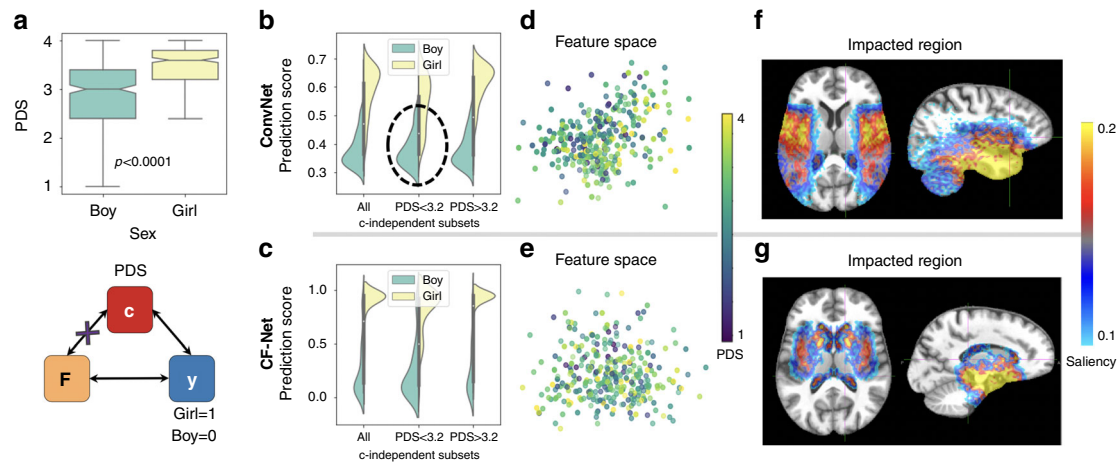 a
PDS
4
3
2
1
p<0.0001
Boy
Girl
Sex
PDS
c
F
y
Girl=1
Boy=0
b
ConvNet
Prediction score
0.7
0.6
0.5
0.4
0.3
Boy
Girl
All
PDS<3.2
PDS>3.2
c-independent subsets
c
CF-Net
Prediction score
1.0
0.5
0.0
Boy
Girl
All
PDS<3.2
PDS>3.2
c-independent subsets
d
Feature space
e
Feature space
4
1
PDS
f
Impacted region
g
Impacted region
0.2
0.1
Saliency